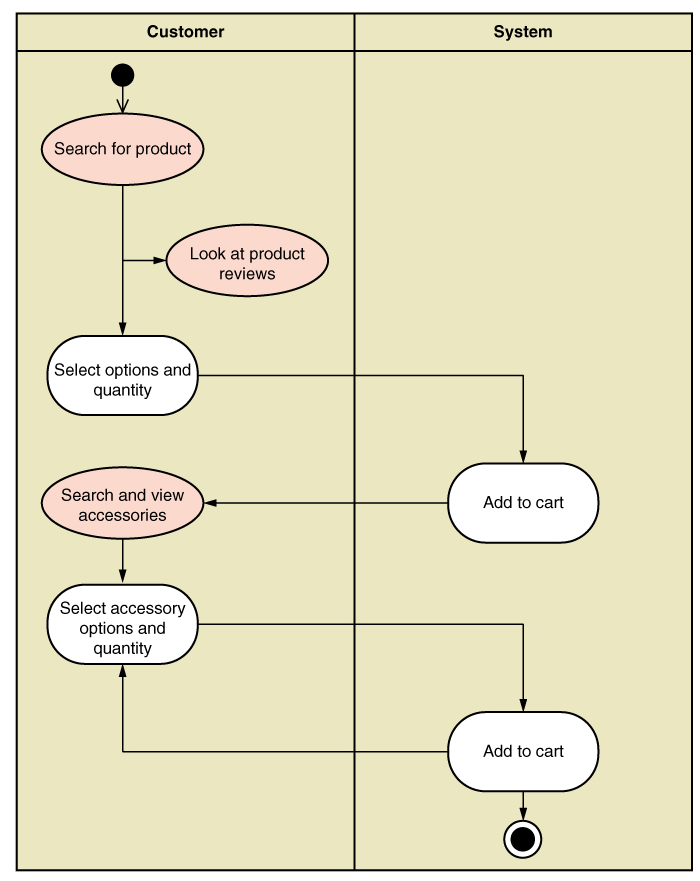 Customer
System
Search for product
Look at product
reviews
Select options and
quantity
Search and view
accessories
Add to cart
Select accessory
options and
quantity
Add to cart